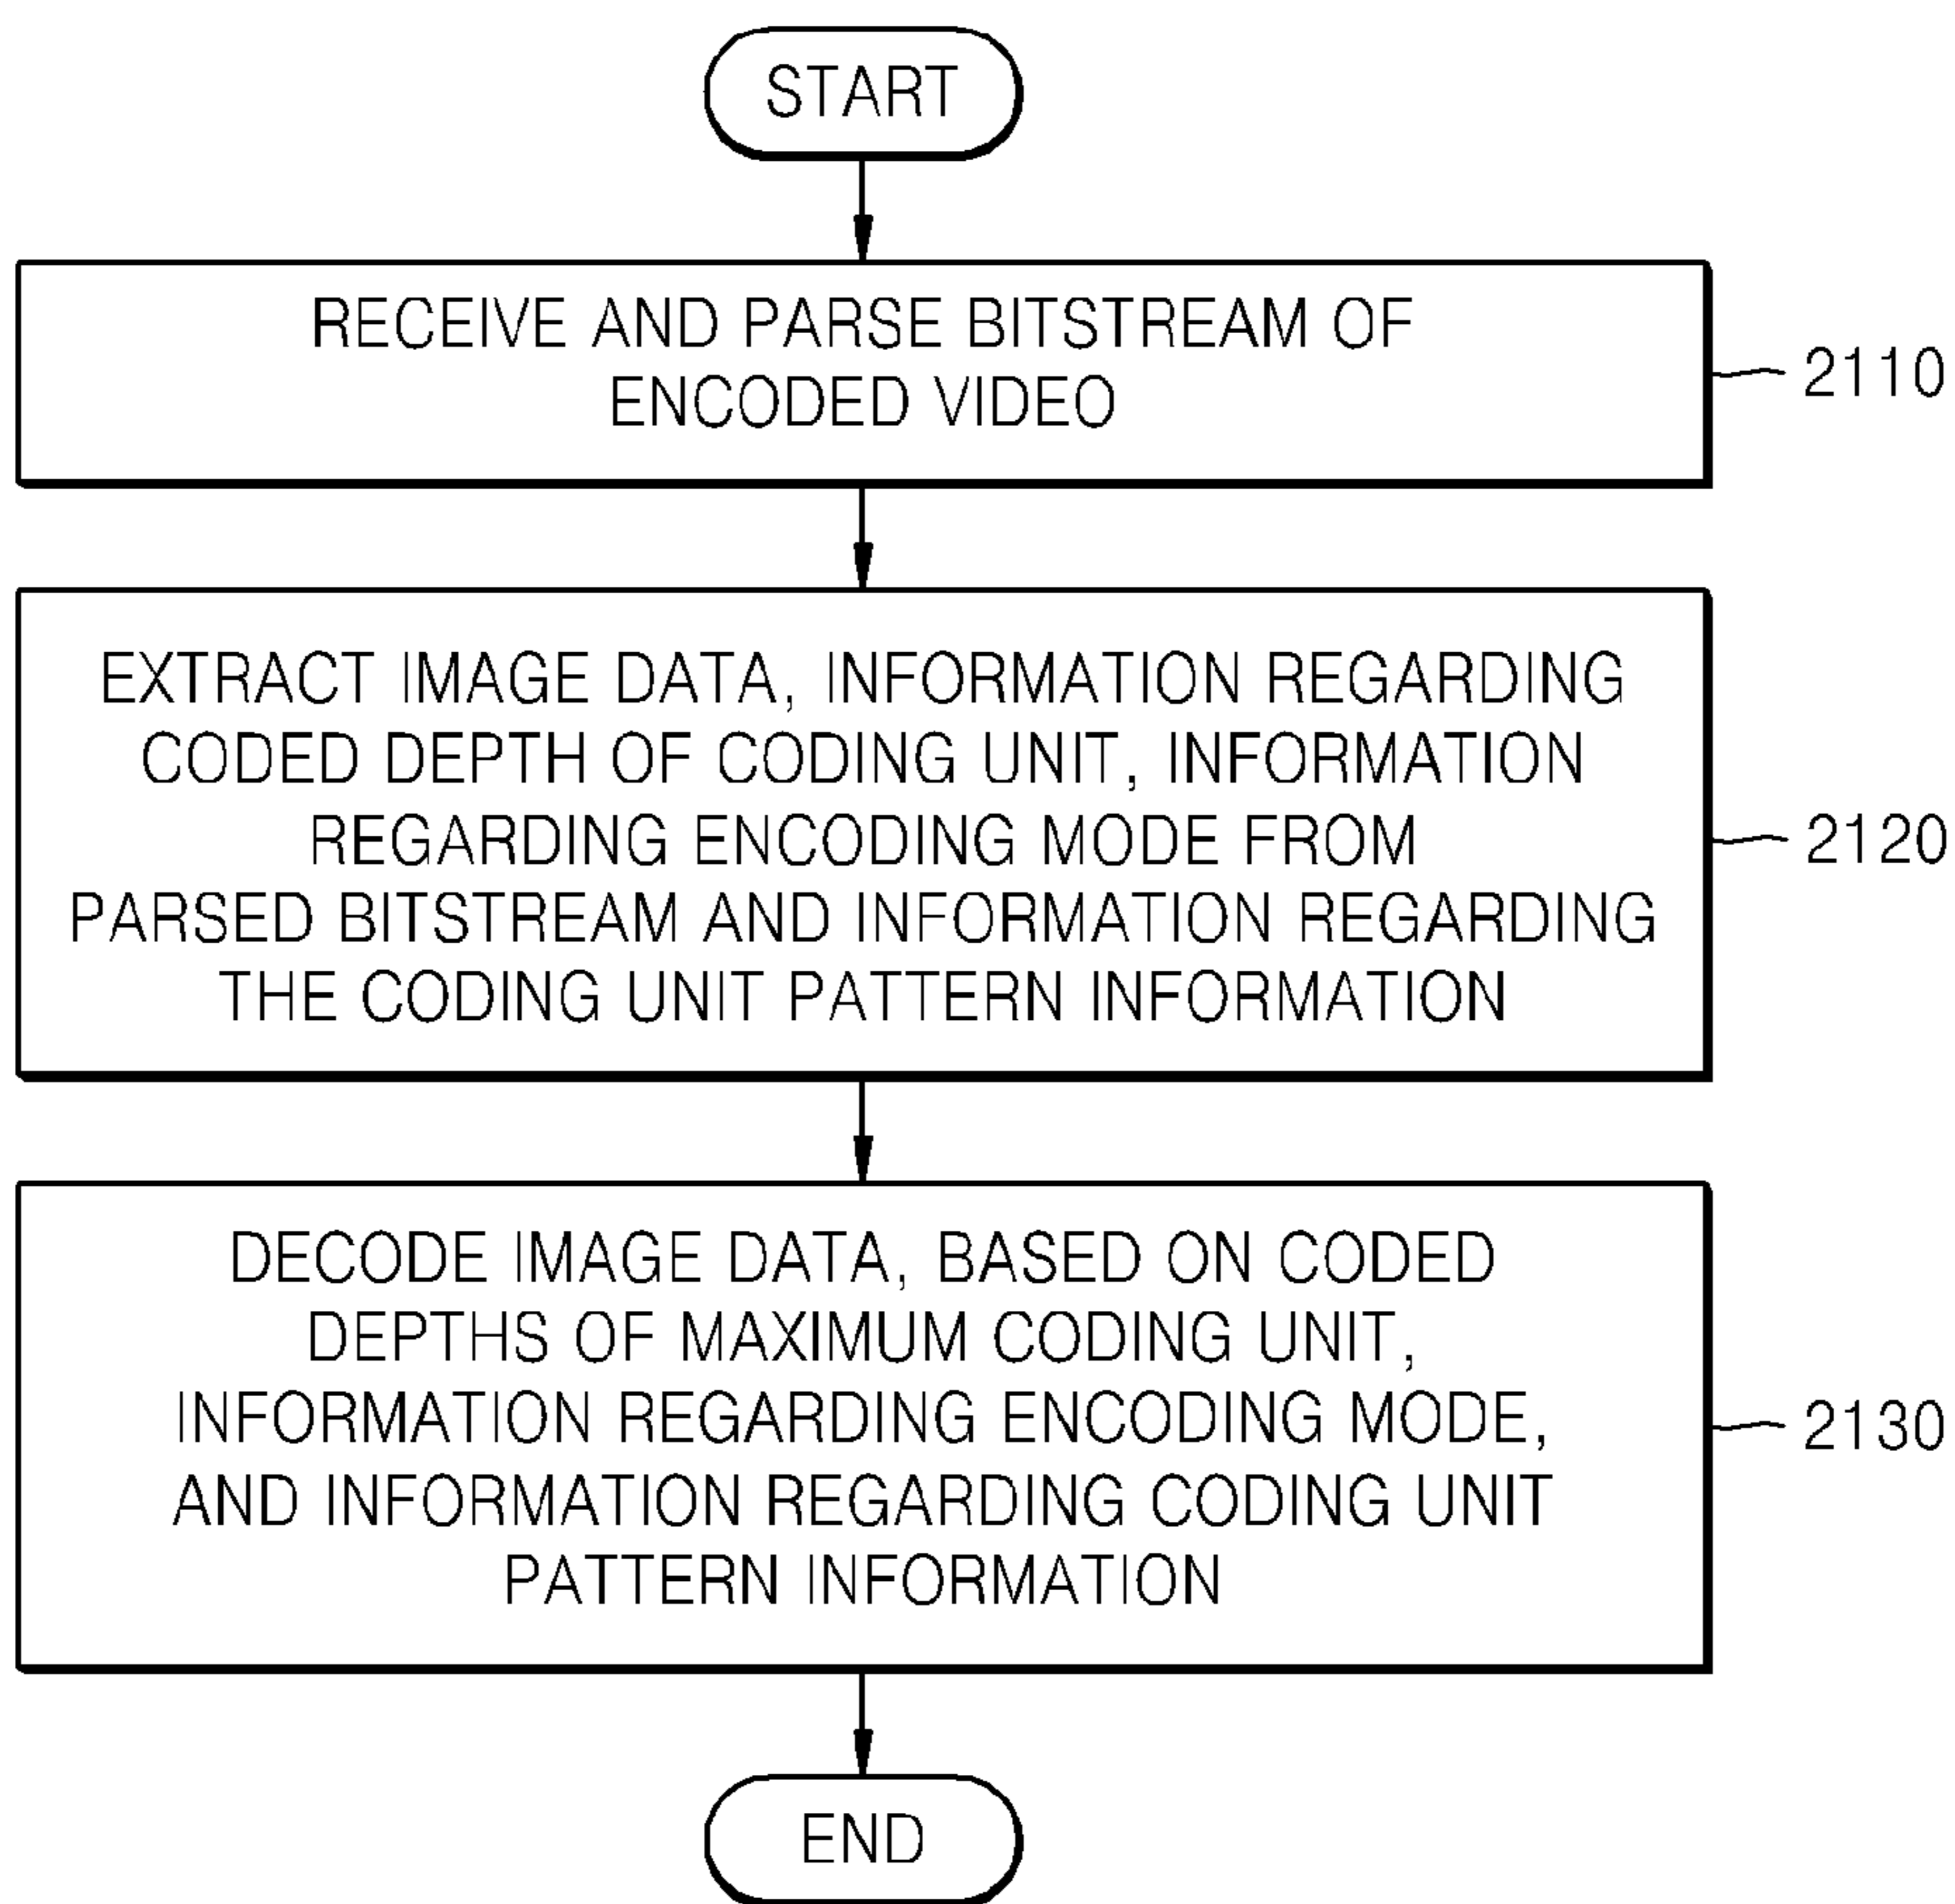 START
RECEIVE AND PARSE BITSTREAM OF
ENCODED VIDEO
2110
EXTRACT IMAGE DATA, INFORMATION REGARDING
CODED DEPTH OF CODING UNIT, INFORMATION
REGARDING ENCODING MODE FROM
PARSED BITSTREAM AND INFORMATION REGARDING
THE CODING UNIT PATTERN INFORMATION
2120
DECODE IMAGE DATA, BASED ON CODED
DEPTHS OF MAXIMUM CODING UNIT,
INFORMATION REGARDING ENCODING MODE,
AND INFORMATION REGARDING CODING UNIT
PATTERN INFORMATION
2130
END